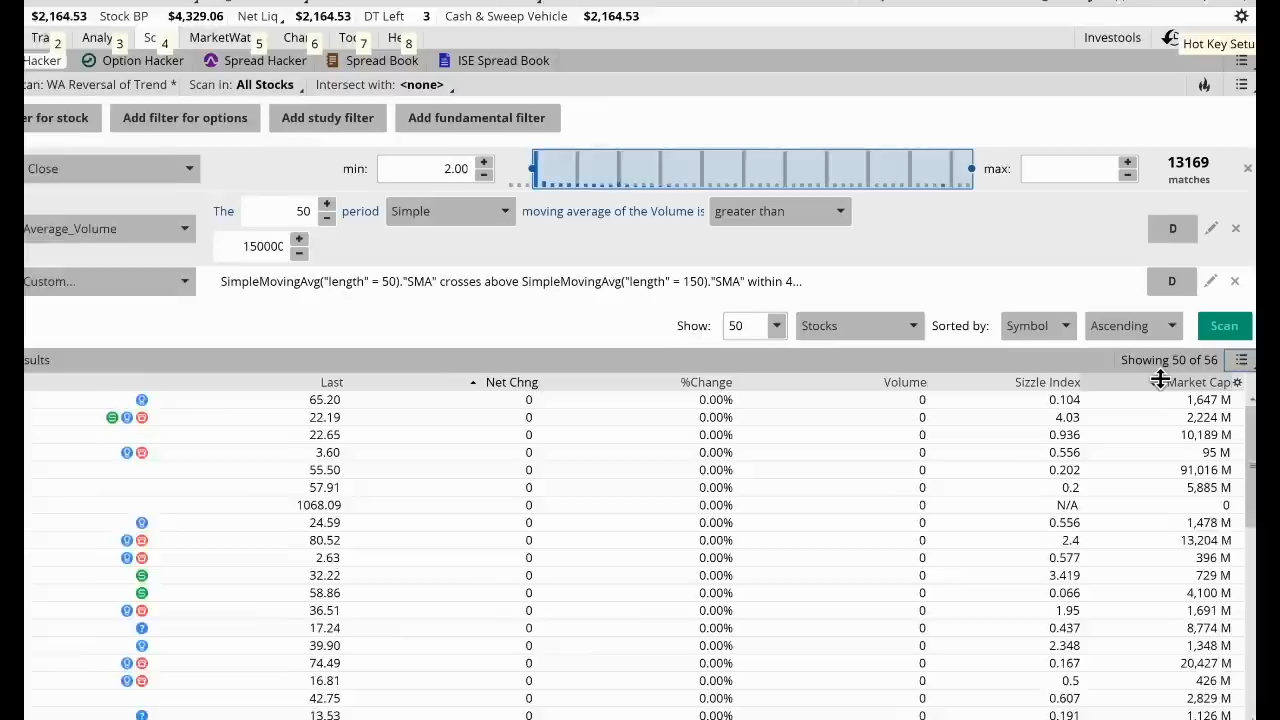 $2,164.53 Stock BP $4,329.06 Net Liq $2,164.53 DT Left 3 Cash & Sweep Vehicle $2,164.53
Tra 2 Analy 3 Sc 4 MarketWat 5 Char 6 Too 7 He 8 Investools
Hot Key Setu
Hacker Option Hacker Spread Hacker Spread Book ISE Spread Book
an: WA Reversal of Trend * Scan in: All Stocks Intersect with: <none>
er for stock Add filter for options Add study filter Add fundamental filter
Close min: 2.00 max: 13169
matches
The 50 period Simple moving average of the Volume is greater than
Average_Volume D
15000
Custom... SimpleMovingAvg("length" = 50)."SMA" crosses above SimpleMovingAvg("length" = 150)."SMA" within 4... D
Show: 50 Stocks Sorted by: Symbol Ascending Scan
sults Showing 50 of 56
Last Net Chng %Change Volume Sizzle Index Market Cap
65.20 0 0.00% 0 0.104 1,647 M
22.19 0 0.00% 0 4.03 2,224 M
22.65 0 0.00% 0 0.936 10,189 M
3.60 0 0.00% 0 0.556 95 M
55.50 0 0.00% 0 0.202 91,016 M
57.91 0 0.00% 0 0.2 5,885 M
1068.09 0 0.00% 0 N/A 0
24.59 0 0.00% 0 0.556 1,478 M
80.52 0 0.00% 0 2.4 13,204 M
2.63 0 0.00% 0 0.577 396 M
32.22 0 0.00% 0 3.419 729 M
58.86 0 0.00% 0 0.066 4,100 M
36.51 0 0.00% 0 1.95 1,691 M
17.24 0 0.00% 0 0.437 8,774 M
39.90 0 0.00% 0 2.348 1,348 M
74.49 0 0.00% 0 0.167 20,427 M
16.81 0 0.00% 0 0.5 426 M
42.75 0 0.00% 0 0.607 2,829 M
13.53 0 0.00% 0 0.191 1,126 M